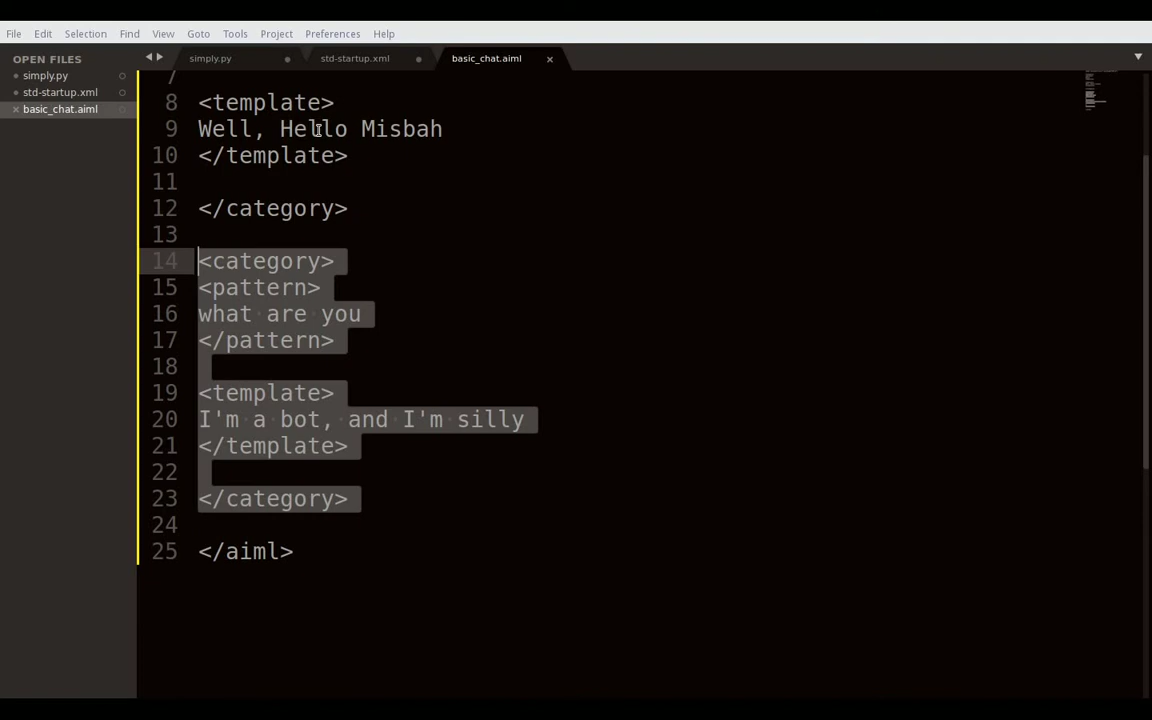 File Edit Selection Find View Goto Tools Project Preferences Help
OPEN FILES
simply.py
std-startup.xml
basic_chat.aiml
simply.py std-startup.xml basic_chat.aiml
7
8 <template>
9 Well, Hello Misbah
10 </template>
11
12 </category>
13
14 <category>
15 <pattern>
16 what are you
17 </pattern>
18
19 <template>
20 I'm a bot, and I'm silly
21 </template>
22
23 </category>
24
25 </aiml>